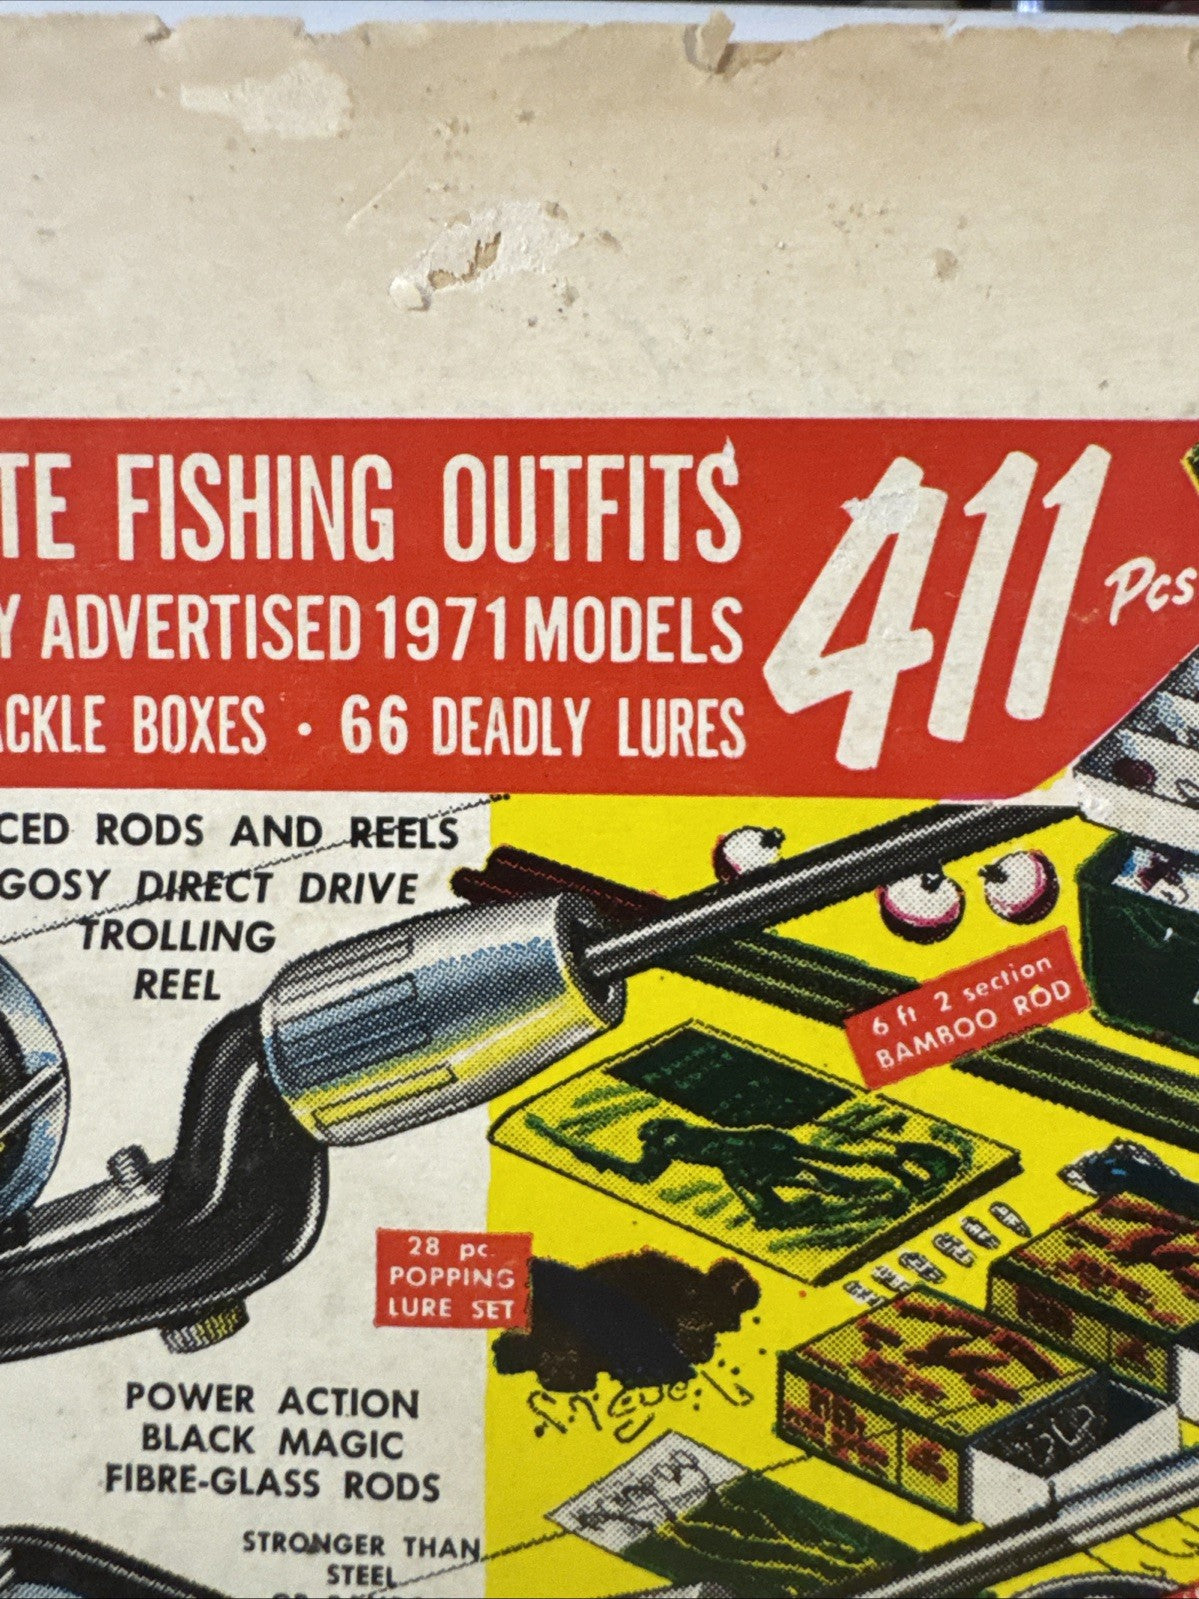 TE FISHING OUTFITS
411 Pcs
Y ADVERTISED 1971 MODELS
ACKLE BOXES · 66 DEADLY LURES
CED RODS AND REELS
GOSY DIRECT DRIVE
TROLLING
REEL
6 ft 2 section
BAMBOO ROD
28 pc.
POPPING
LURE SET
POWER ACTION
BLACK MAGIC
FIBRE-GLASS RODS
STRONGER THAN
STEEL